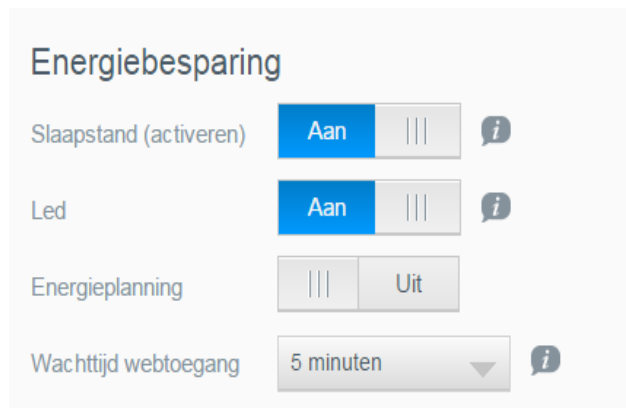 Energiebesparing
Slaapstand (activeren) Aan
Led Aan
Energieplanning Uit
Wachttijd webtoegang 5 minuten